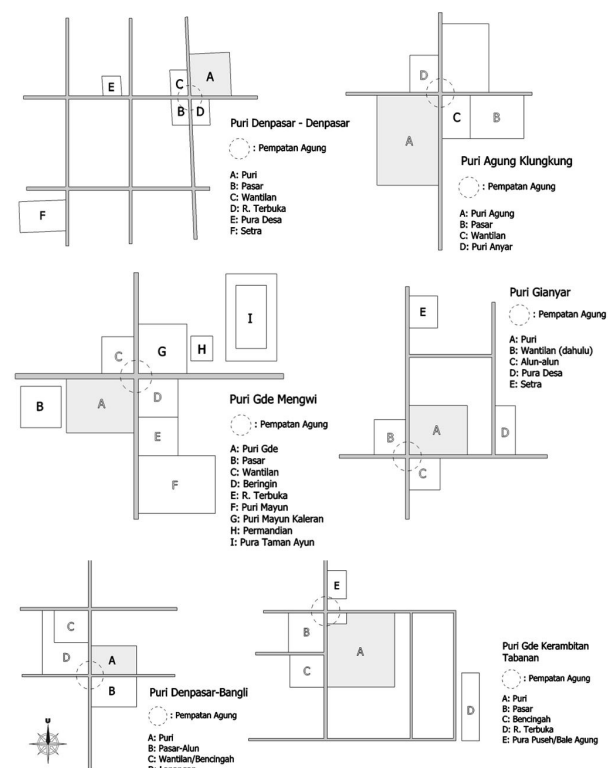 A
C
E
B
D
F
Puri Denpasar - Denpasar
: Pempatan Agung
A: Puri
B: Pasar
C: Wantilan
D: R. Terbuka
E: Pura Desa
F: Setra
D
A
C
B
Puri Agung Klungkung
: Pempatan Agung
A: Puri Agung
B: Pasar
C: Wantilan
D: Puri Anyar
I
C
G
H
B
A
D
E
F
Puri Gde Mengwi
: Pempatan Agung
A: Puri Gde
B: Pasar
C: Wantilan
D: Beringin
E: R. Terbuka
F: Puri Mayun
G: Puri Mayun Kaleran
H: Permandian
I: Pura Taman Ayun
E
A
B
D
C
Puri Gianyar
: Pempatan Agung
A: Puri
B: Wantilan (dahulu)
C: Alun-alun
D: Pura Desa
E: Setra
C
D
A
B
U
Puri Denpasar-Bangli
: Pempatan Agung
A: Puri
B: Pasar-Alun
C: Wantilan/Bencingah
E
B
A
C
D
Puri Gde Kerambitan
Tabanan
: Pempatan Agung
A: Puri
B: Pasar
C: Bencingah
D: R. Terbuka
E: Pura Puseh/Bale Agung